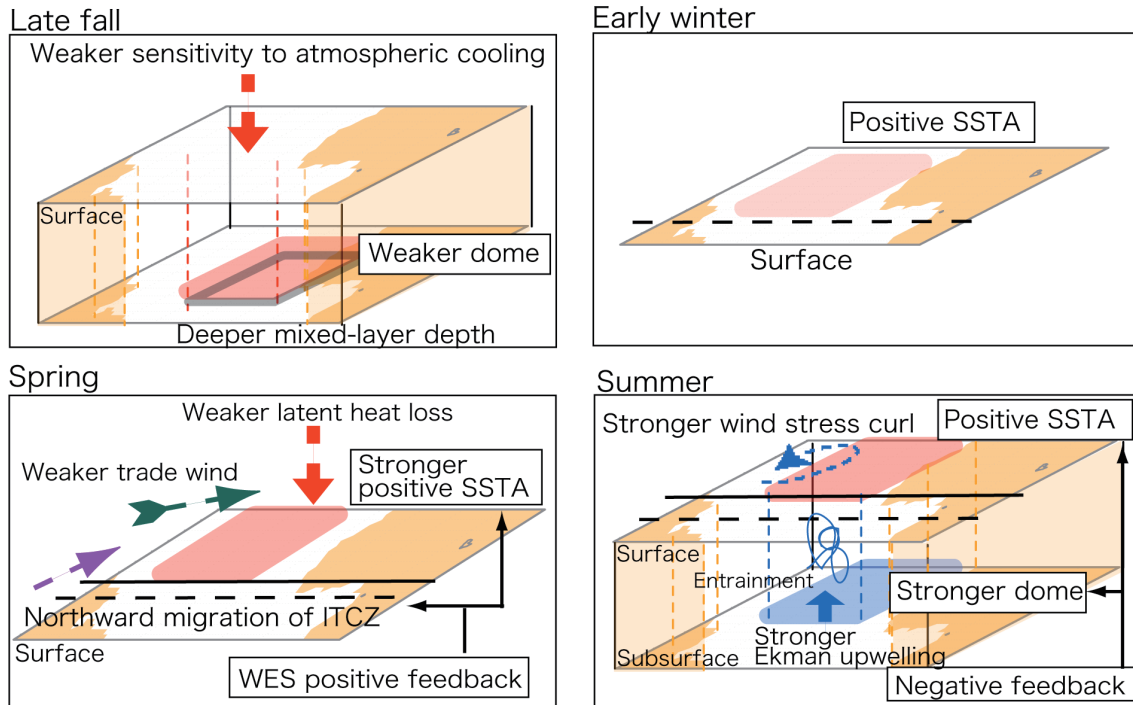 Late fall
Weaker sensitivity to atmospheric cooling
Surface
Weaker dome
Deeper mixed-layer depth
Early winter
Positive SSTA
Surface
Spring
Weaker latent heat loss
Weaker trade wind
Stronger
positive SSTA
Northward migration of ITCZ
Surface
WES positive feedback
Summer
Positive SSTA
Stronger wind stress curl
Surface
Entrainment
Stronger dome
Stronger
Ekman upwelling
Subsurface
Negative feedback